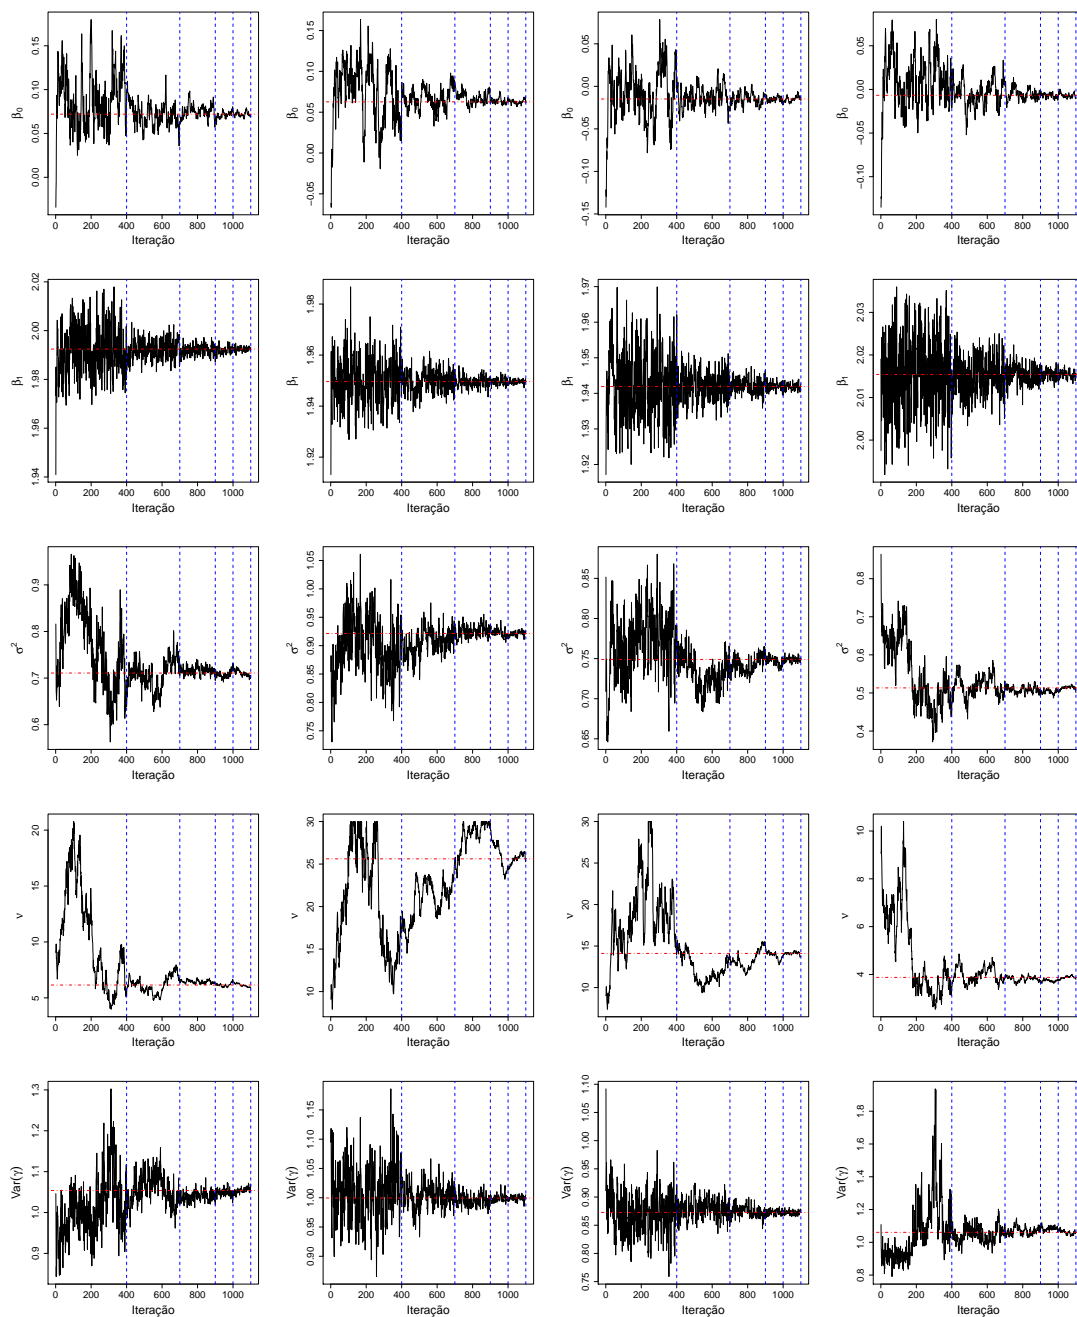 β₀
0.00 0.05 0.10 0.15
0 200 400 600 800 1000
Iteração
β₀
−0.05 0.00 0.05 0.10 0.15
0 200 400 600 800 1000
Iteração
β₀
−0.15 −0.10 −0.05 0.00 0.05
0 200 400 600 800 1000
Iteração
β₀
−0.10 −0.05 0.00 0.05
0 200 400 600 800 1000
Iteração
β₁
1.94 1.96 1.98 2.00 2.02
0 200 400 600 800 1000
Iteração
β₁
1.92 1.94 1.96 1.98
0 200 400 600 800 1000
Iteração
β₁
1.92 1.93 1.94 1.95 1.96 1.97
0 200 400 600 800 1000
Iteração
β₁
2.00 2.01 2.02 2.03
0 200 400 600 800 1000
Iteração
σ²
0.6 0.7 0.8 0.9
0 200 400 600 800 1000
Iteração
σ²
0.75 0.80 0.85 0.90 0.95 1.00 1.05
0 200 400 600 800 1000
Iteração
σ²
0.65 0.70 0.75 0.80 0.85
0 200 400 600 800 1000
Iteração
σ²
0.4 0.5 0.6 0.7 0.8
0 200 400 600 800 1000
Iteração
ν
5 10 15 20
0 200 400 600 800 1000
Iteração
ν
10 15 20 25 30
0 200 400 600 800 1000
Iteração
ν
10 15 20 25 30
0 200 400 600 800 1000
Iteração
ν
4 6 8 10
0 200 400 600 800 1000
Iteração
Var(γ)
0.9 1.0 1.1 1.2 1.3
0 200 400 600 800 1000
Iteração
Var(γ)
0.90 0.95 1.00 1.05 1.10 1.15
0 200 400 600 800 1000
Iteração
Var(γ)
0.75 0.80 0.85 0.90 0.95 1.00 1.05 1.10
0 200 400 600 800 1000
Iteração
Var(γ)
0.8 1.0 1.2 1.4 1.6 1.8
0 200 400 600 800 1000
Iteração